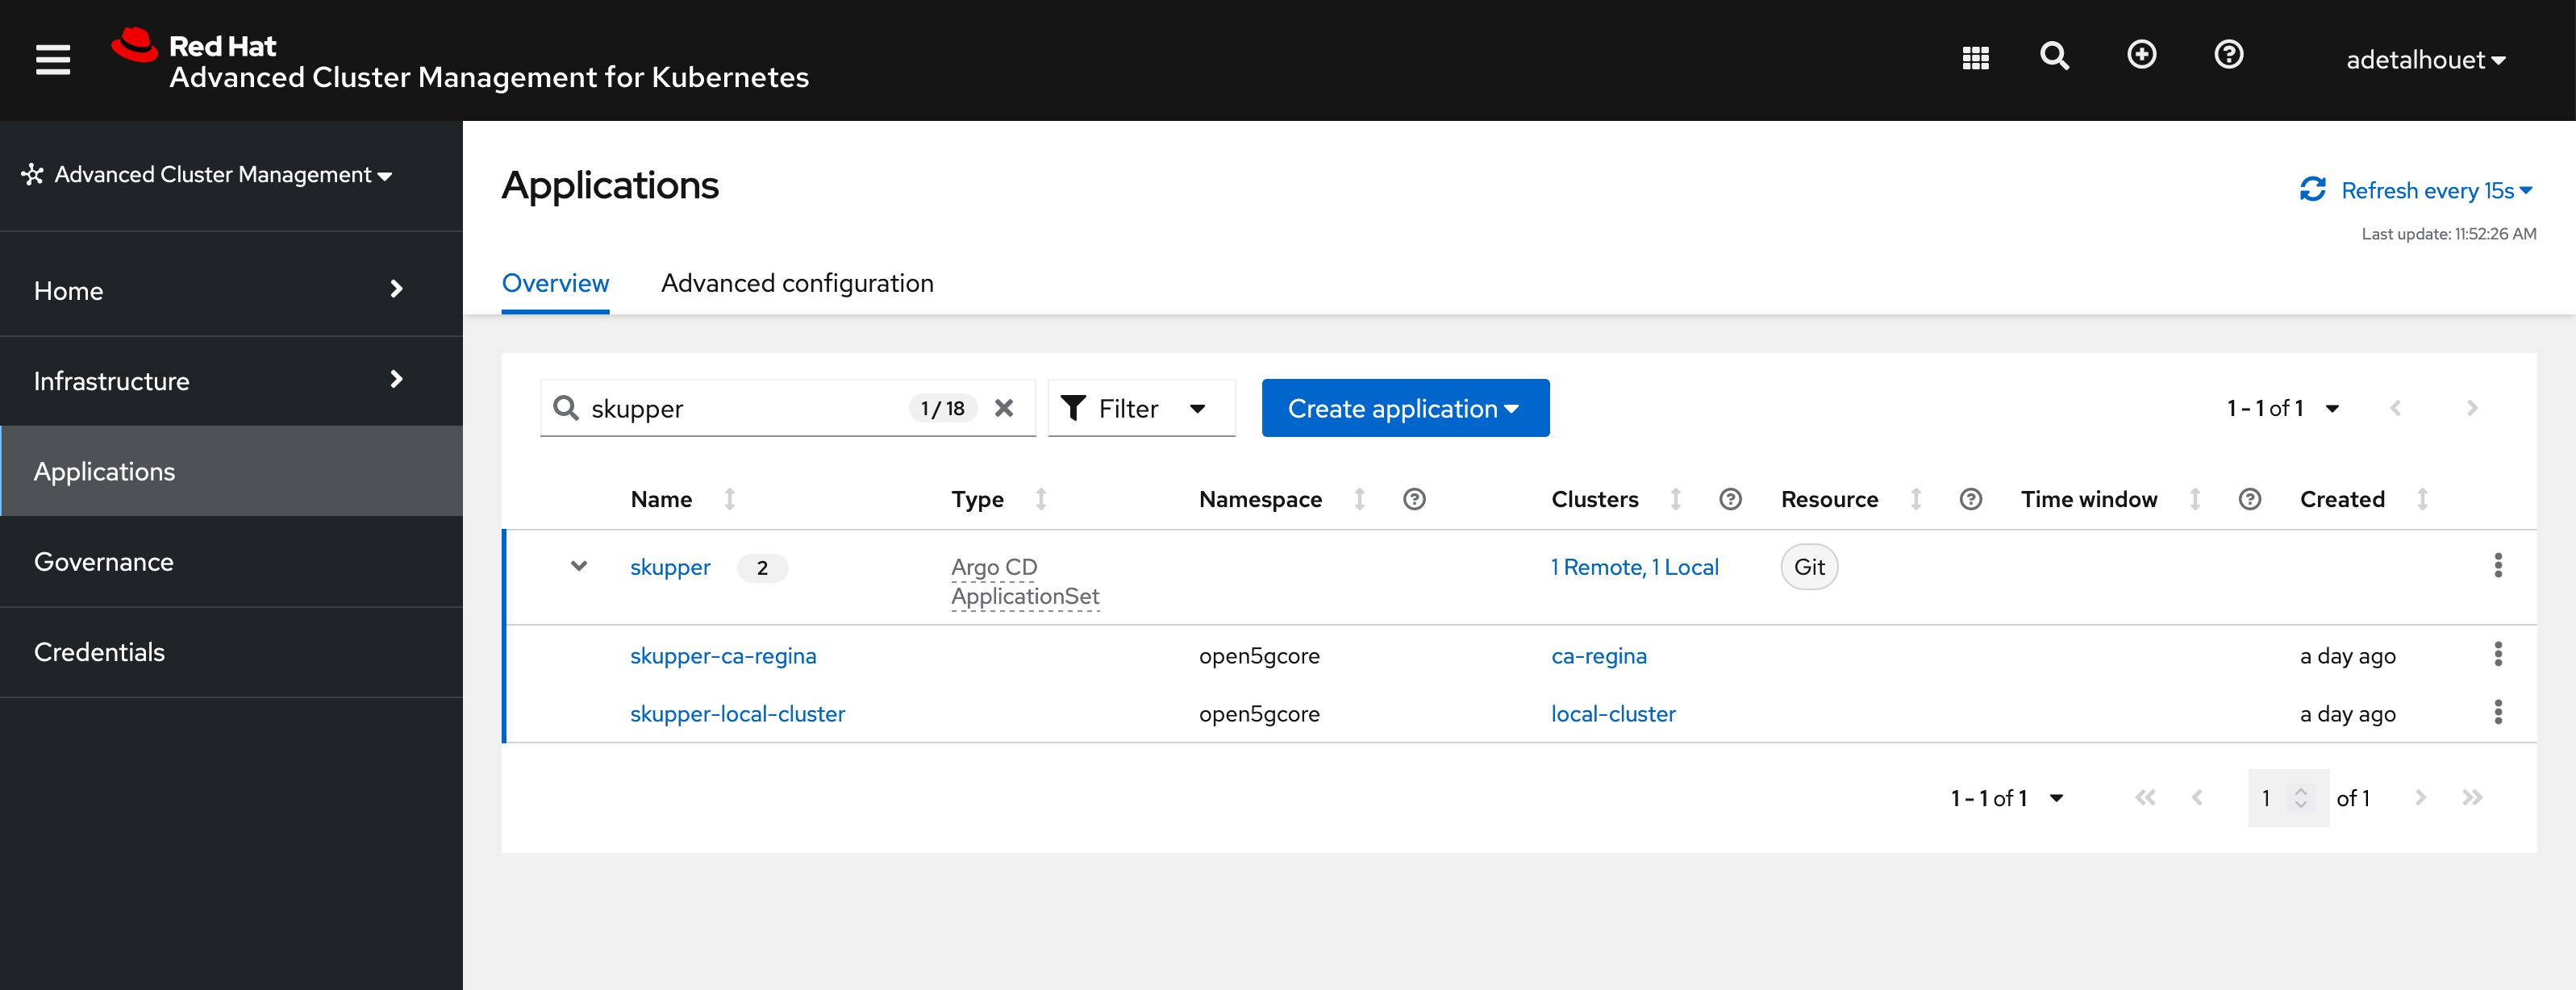 Red Hat
Advanced Cluster Management for Kubernetes
adetalhouet
Advanced Cluster Management
Home
Infrastructure
Applications
Governance
Credentials
Applications
Refresh every 15s
Last update: 11:52:26 AM
Overview Advanced configuration
skupper 1 / 18 Filter Create application 1 - 1 of 1
Name Type Namespace Clusters Resource Time window Created
skupper 2 Argo CD 1 Remote, 1 Local Git
ApplicationSet
skupper-ca-regina open5gcore ca-regina a day ago
skupper-local-cluster open5gcore local-cluster a day ago
1 - 1 of 1 1 of 1